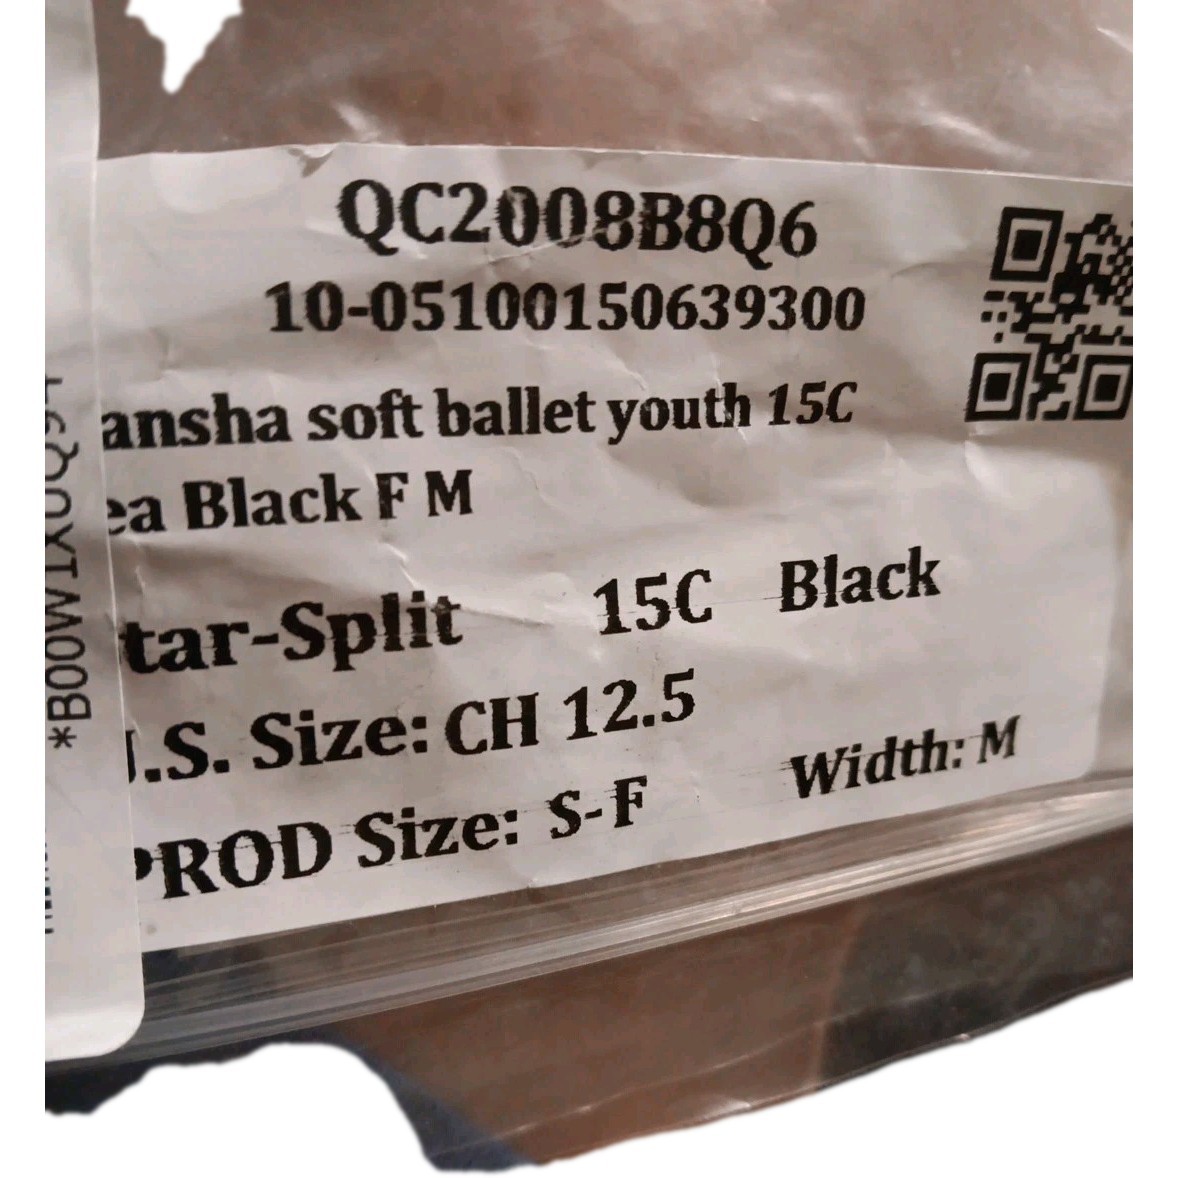 QC2008B8Q6
10-05100150639300
ansha soft ballet youth 15C
ea Black F M
tar-Split 15C Black
.S. Size: CH 12.5
PROD Size: S-F Width: M